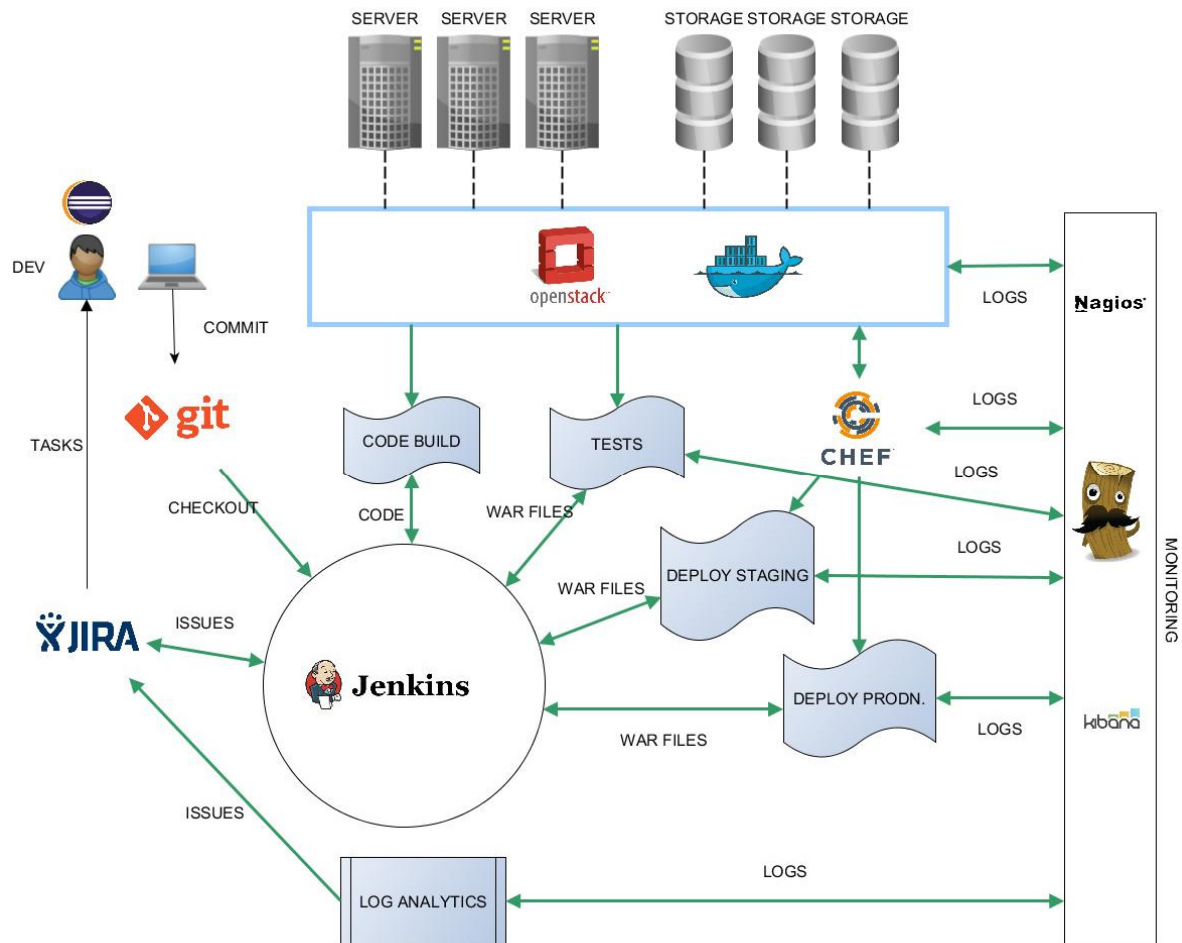 SERVER
SERVER
SERVER
STORAGE
STORAGE
STORAGE
DEV
openstack
LOGS
Nagios
COMMIT
git
TASKS
CODE BUILD
TESTS
CHEF
LOGS
LOGS
CHECKOUT
CODE
WAR FILES
DEPLOY STAGING
LOGS
WAR FILES
MONITORING
JIRA
ISSUES
Jenkins
DEPLOY PRODN.
LOGS
WAR FILES
kibana
ISSUES
LOG ANALYTICS
LOGS